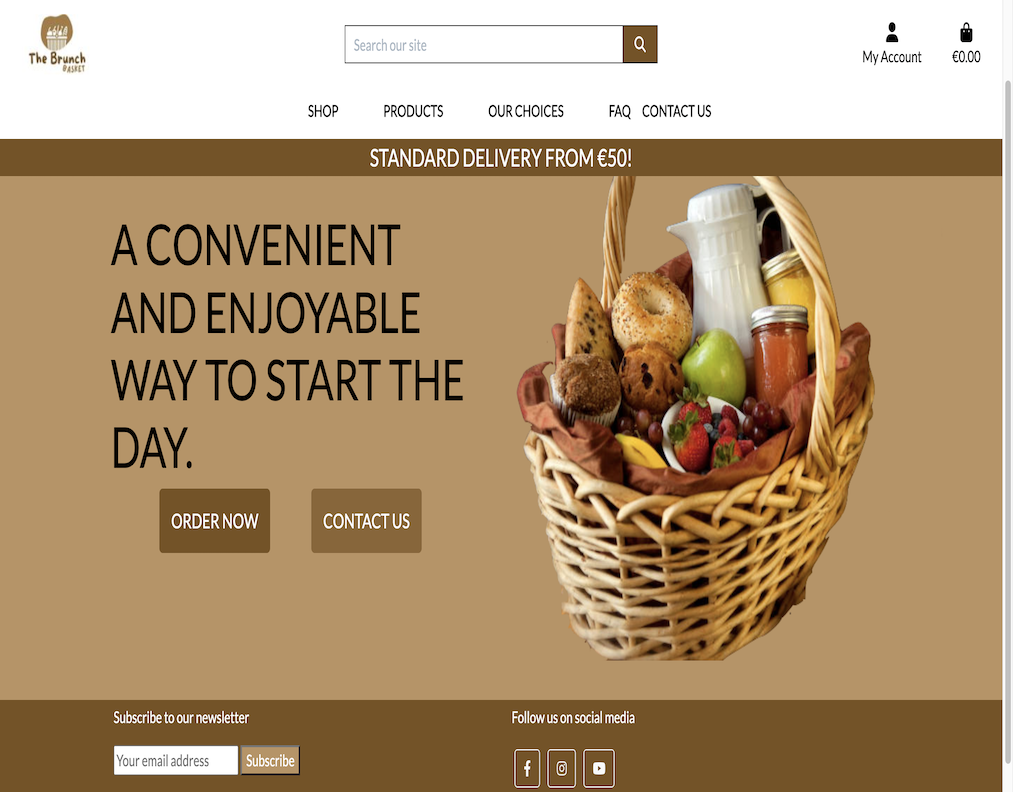 The Brunch
BASKET
Search our site
My Account
€0.00
SHOP
PRODUCTS
OUR CHOICES
FAQ
CONTACT US
STANDARD DELIVERY FROM €50!
A CONVENIENT
AND ENJOYABLE
WAY TO START THE
DAY.
ORDER NOW
CONTACT US
Subscribe to our newsletter
Follow us on social media
Your email address
Subscribe